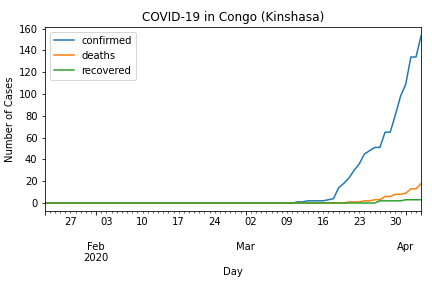 COVID-19 in Congo (Kinshasa)
confirmed
deaths
recovered
Number of Cases
160
140
120
100
80
60
40
20
0
27 03 10 17 24 02 09 16 23 30
Feb Mar Apr
2020
Day